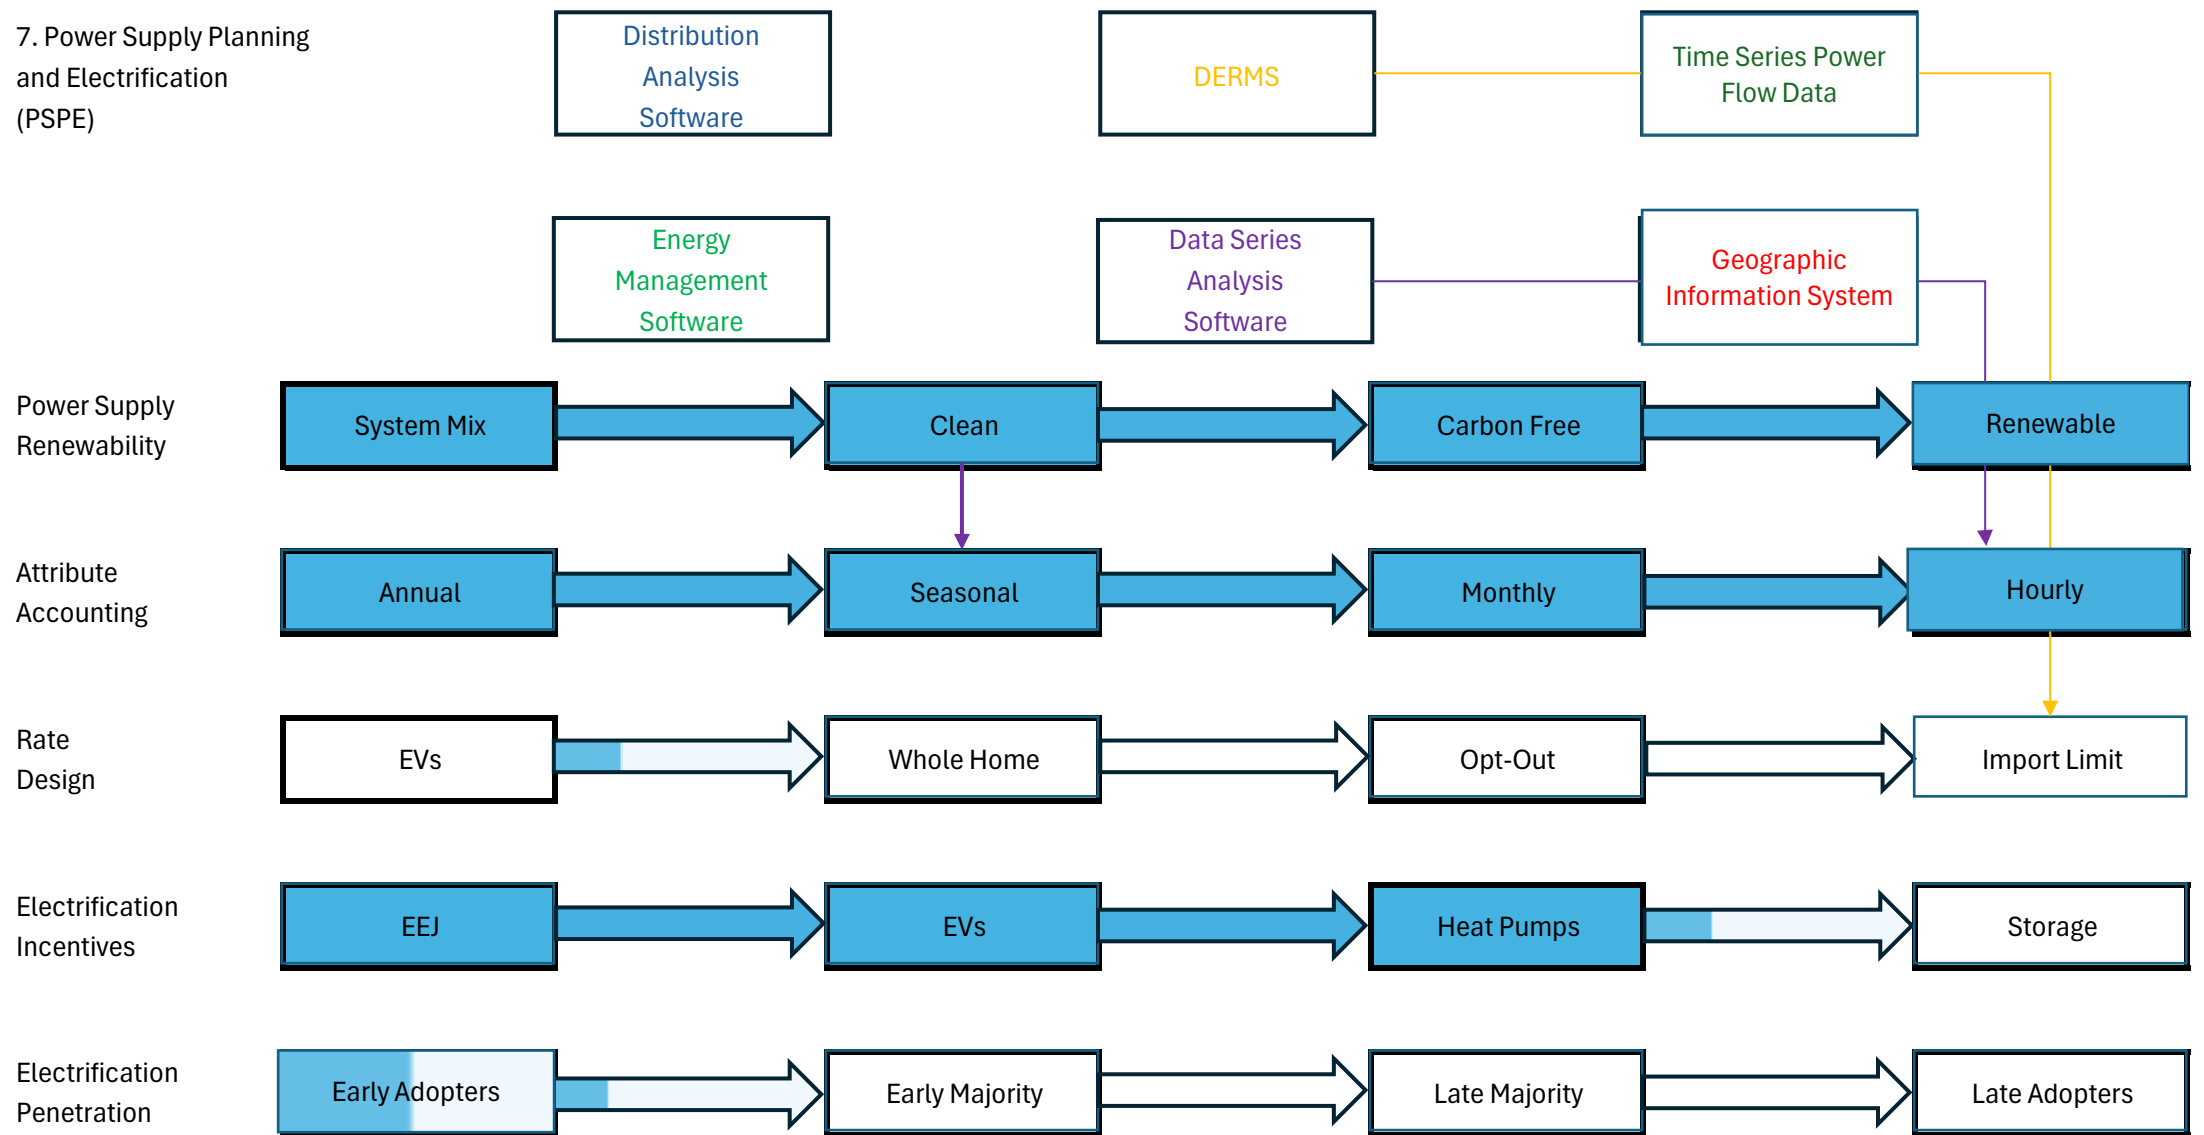 7. Power Supply Planning
and Electrification
(PSPE)
Distribution
Analysis
Software
DERMS
Time Series Power
Flow Data
Energy
Management
Software
Data Series
Analysis
Software
Geographic
Information System
Power Supply
Renewability
System Mix
Clean
Carbon Free
Renewable
Attribute
Accounting
Annual
Seasonal
Monthly
Hourly
Rate
Design
EVs
Whole Home
Opt-Out
Import Limit
Electrification
Incentives
EEJ
EVs
Heat Pumps
Storage
Electrification
Penetration
Early Adopters
Early Majority
Late Majority
Late Adopters